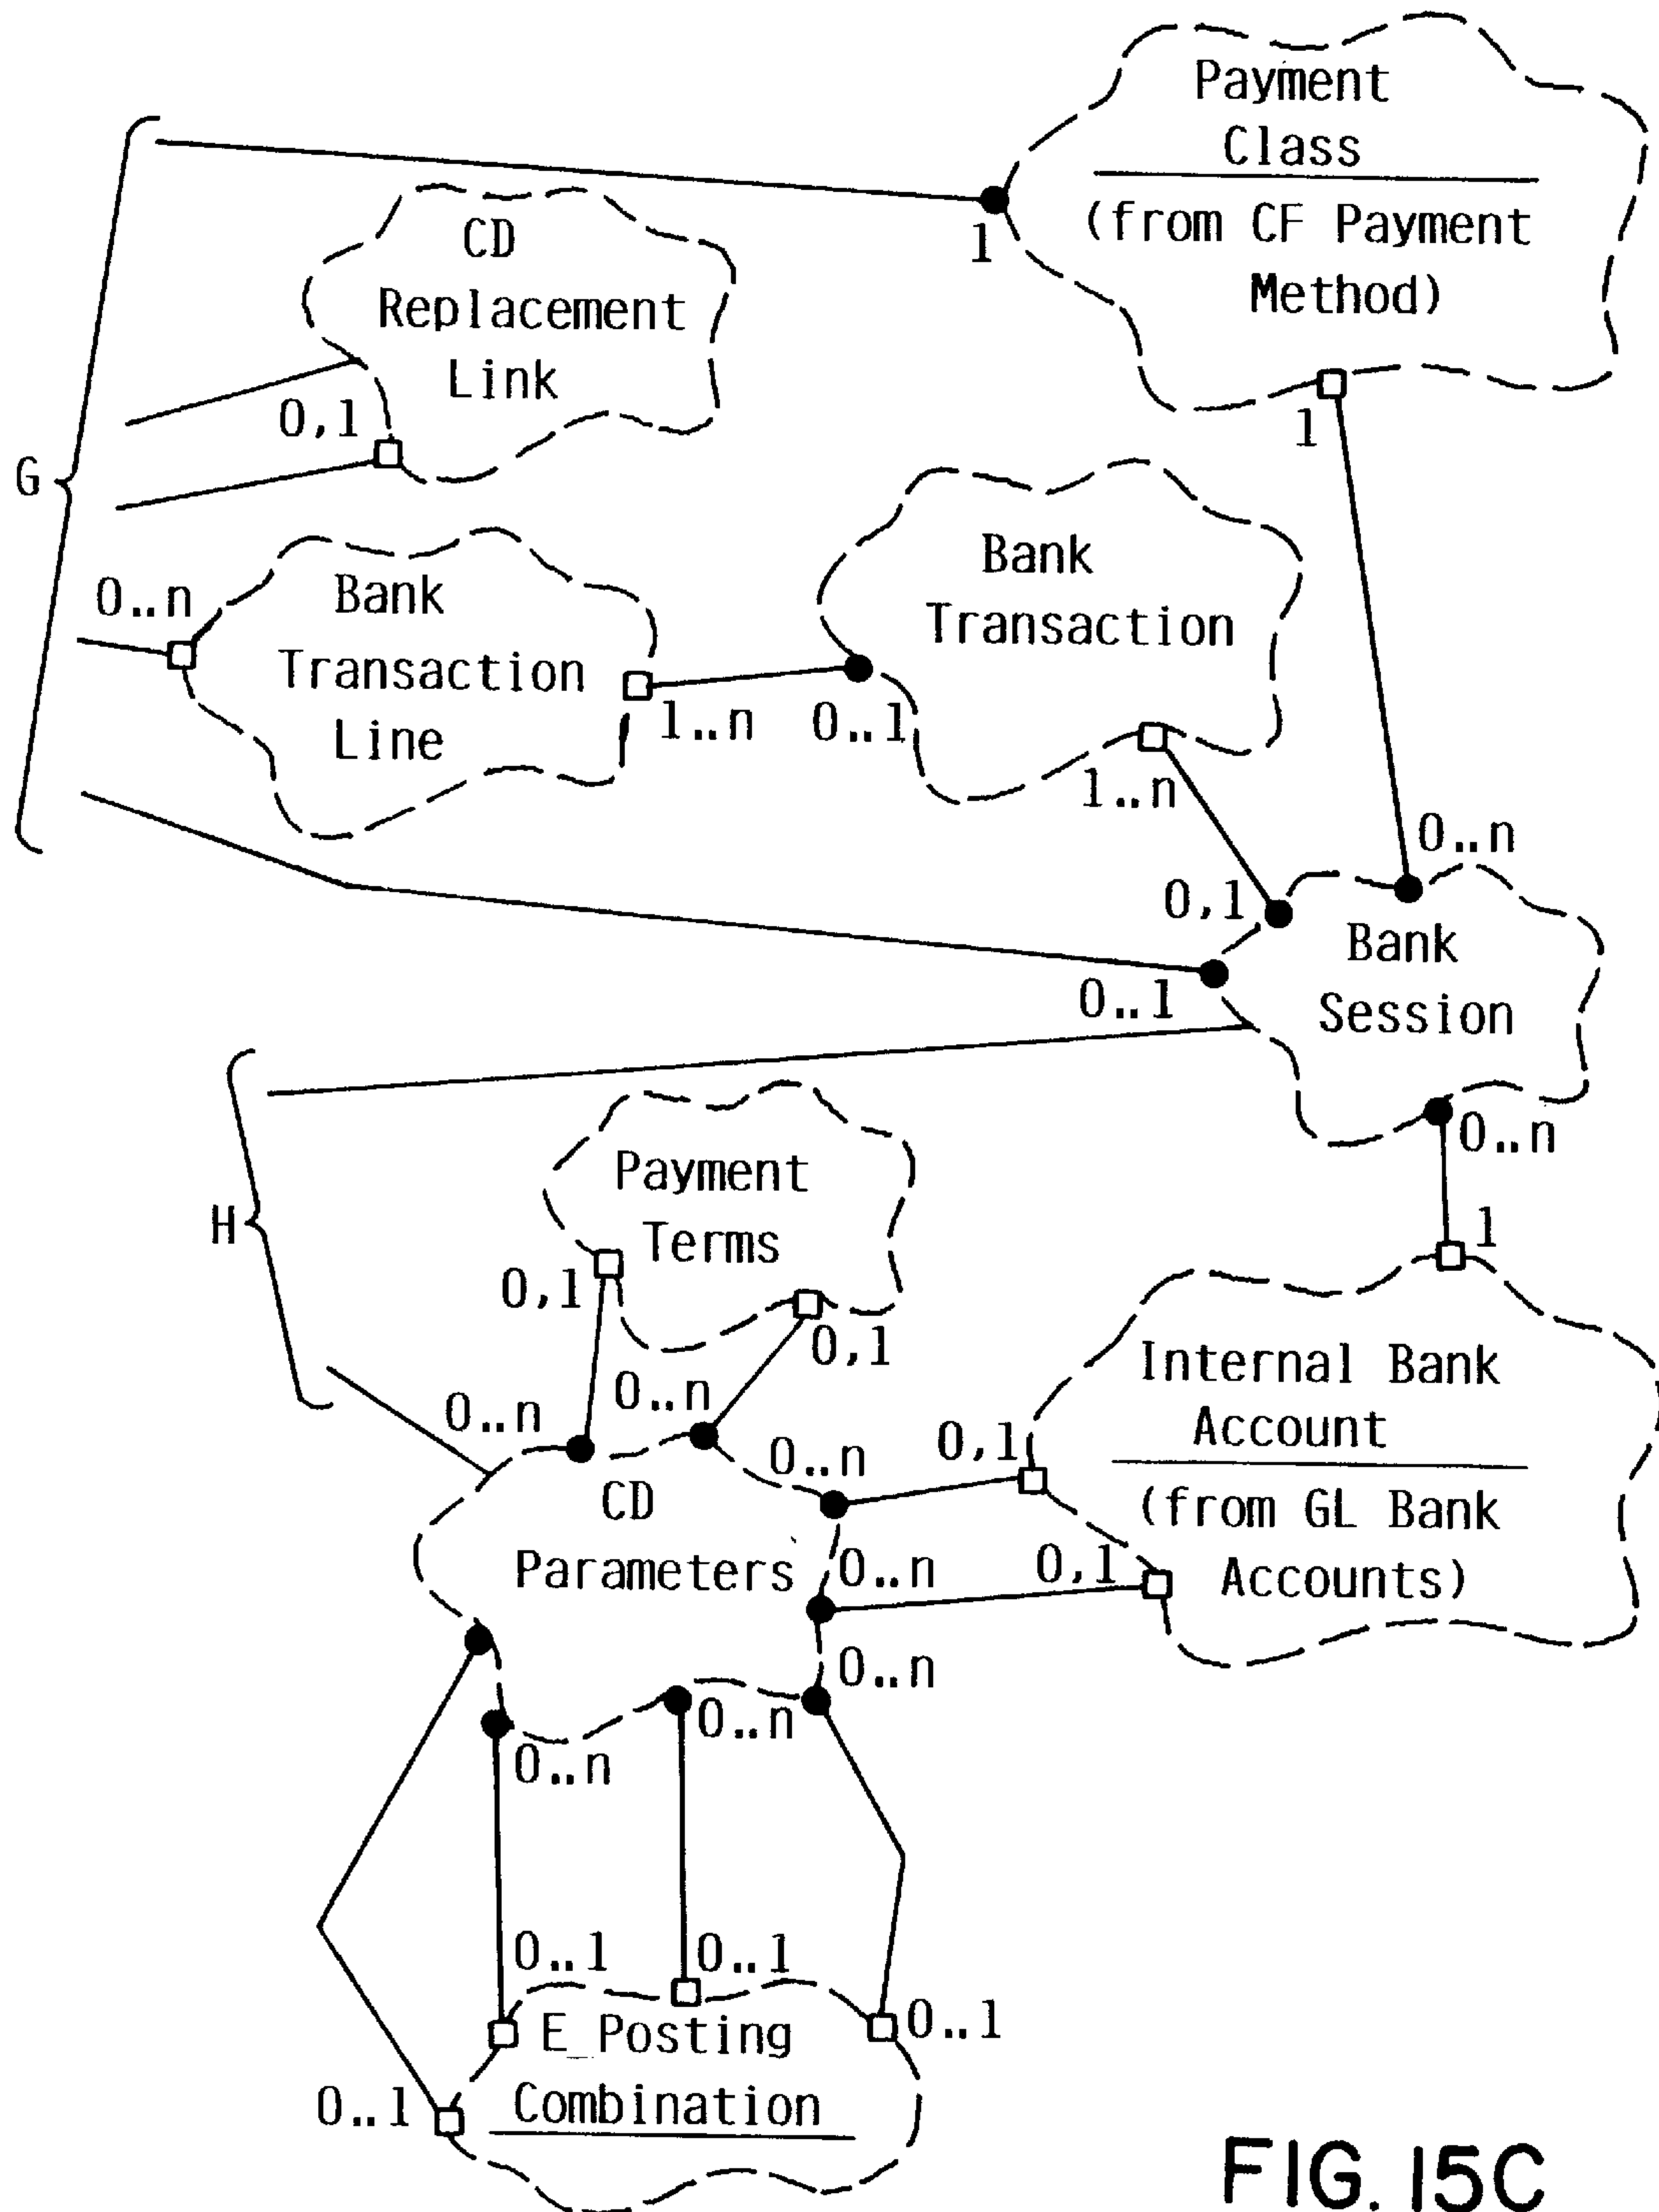 Payment
Class
(from CF Payment
Method)
1
1
CD
Replacement
Link
0,1
G
0..n
Bank
Transaction
Line
1..n
0..1
Bank
Transaction
1..n
0..n
0,1
0..1
Bank
Session
0..n
1
H
Payment
Terms
0,1
0,1
0..n
0..n
0..n
0,1
Internal Bank
Account
(from GL Bank
Accounts)
CD
Parameters
0..n
0,1
0..n
0..n
0..n
0..1
0..1
0..1
0..1
E_Posting
Combination
FIG. 15C